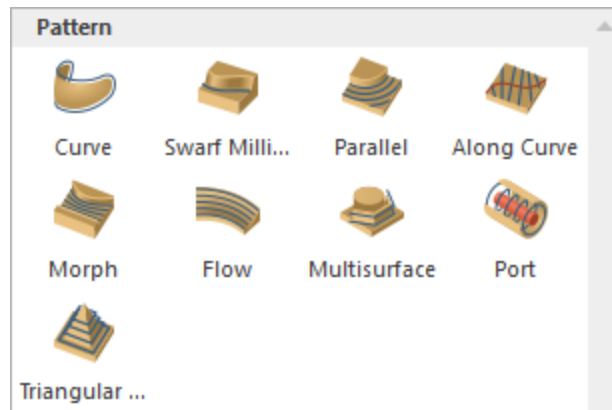 Pattern
Curve
Swarf Milli...
Parallel
Along Curve
Morph
Flow
Multisurface
Port
Triangular ...